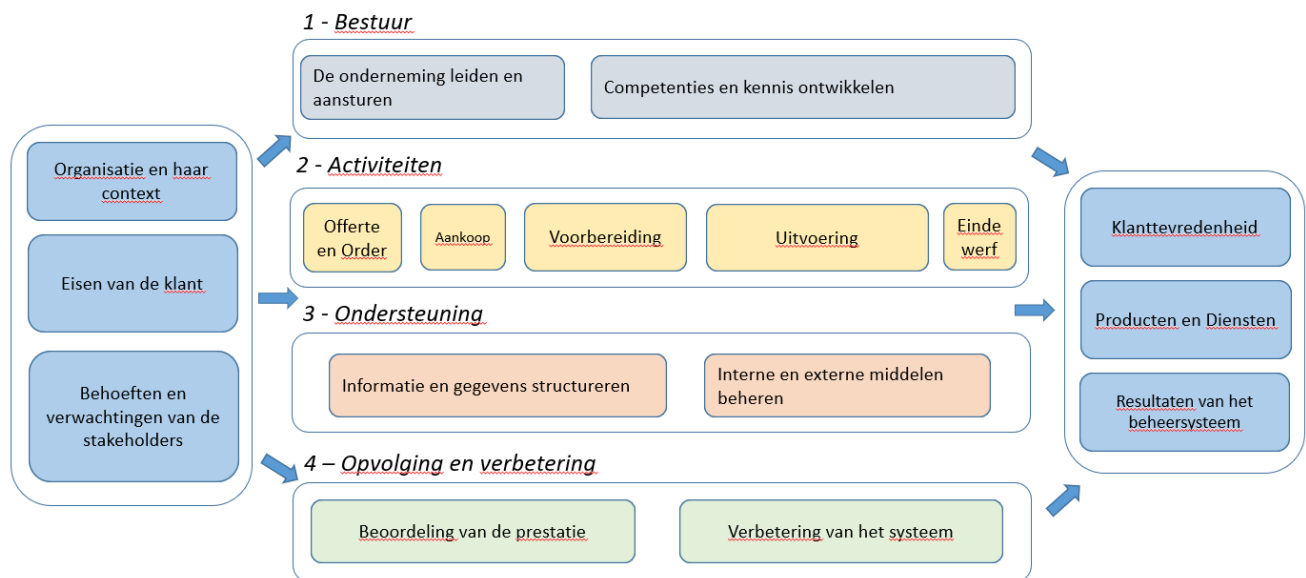 1 - Bestuur
De onderneming leiden en
aansturen
Competenties en kennis ontwikkelen
Organisatie en haar
context
Eisen van de klant
Behoeften en
verwachtingen van de
stakeholders
2 - Activiteiten
Offerte
en Order
Aankoop
Voorbereiding
Uitvoering
Einde
werf
3 - Ondersteuning
Informatie en gegevens structureren
Interne en externe middelen
beheren
4 – Opvolging en verbetering
Beoordeling van de prestatie
Verbetering van het systeem
Klanttevredenheid
Producten en Diensten
Resultaten van het
beheersysteem